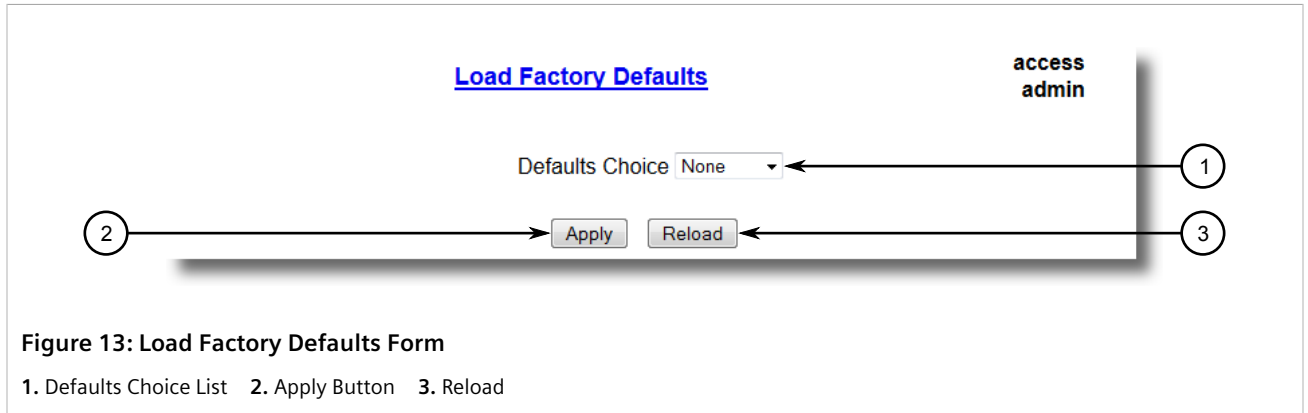 Load Factory Defaults
access
admin
Defaults Choice None
1
2
Apply Reload
3
Figure 13: Load Factory Defaults Form
1. Defaults Choice List 2. Apply Button 3. Reload